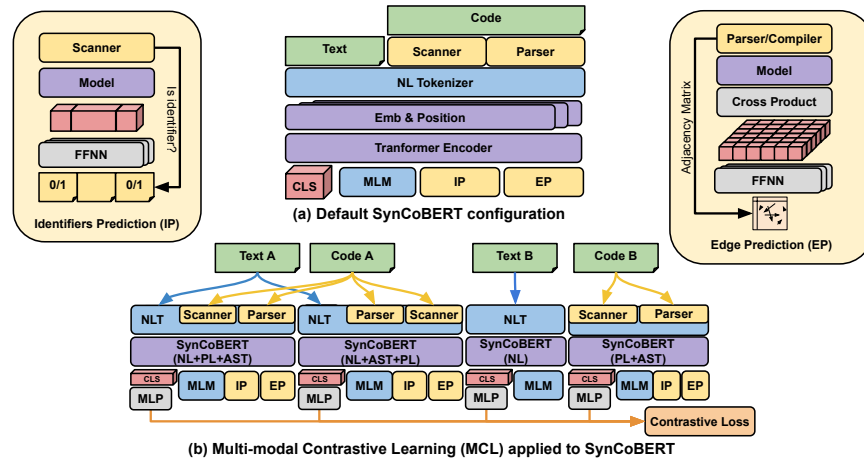 Scanner
Model
FFNN
0/1 0/1
Is identifier?
Identifiers Prediction (IP)
Code
Text
Scanner Parser
NL Tokenizer
Emb & Position
Tranformer Encoder
CLS MLM IP EP
(a) Default SynCoBERT configuration
Parser/Compiler
Model
Cross Product
FFNN
Adjacency Matrix
Edge Prediction (EP)
Text A Code A Text B Code B
NLT Scanner Parser NLT Parser Scanner NLT Scanner Parser
SynCoBERT SynCoBERT SynCoBERT SynCoBERT
(NL+PL+AST) (NL+AST+PL) (NL) (PL+AST)
CLS MLM IP EP CLS MLM IP EP CLS MLM CLS MLM IP EP
MLP MLP MLP MLP
Contrastive Loss
(b) Multi-modal Contrastive Learning (MCL) applied to SynCoBERT